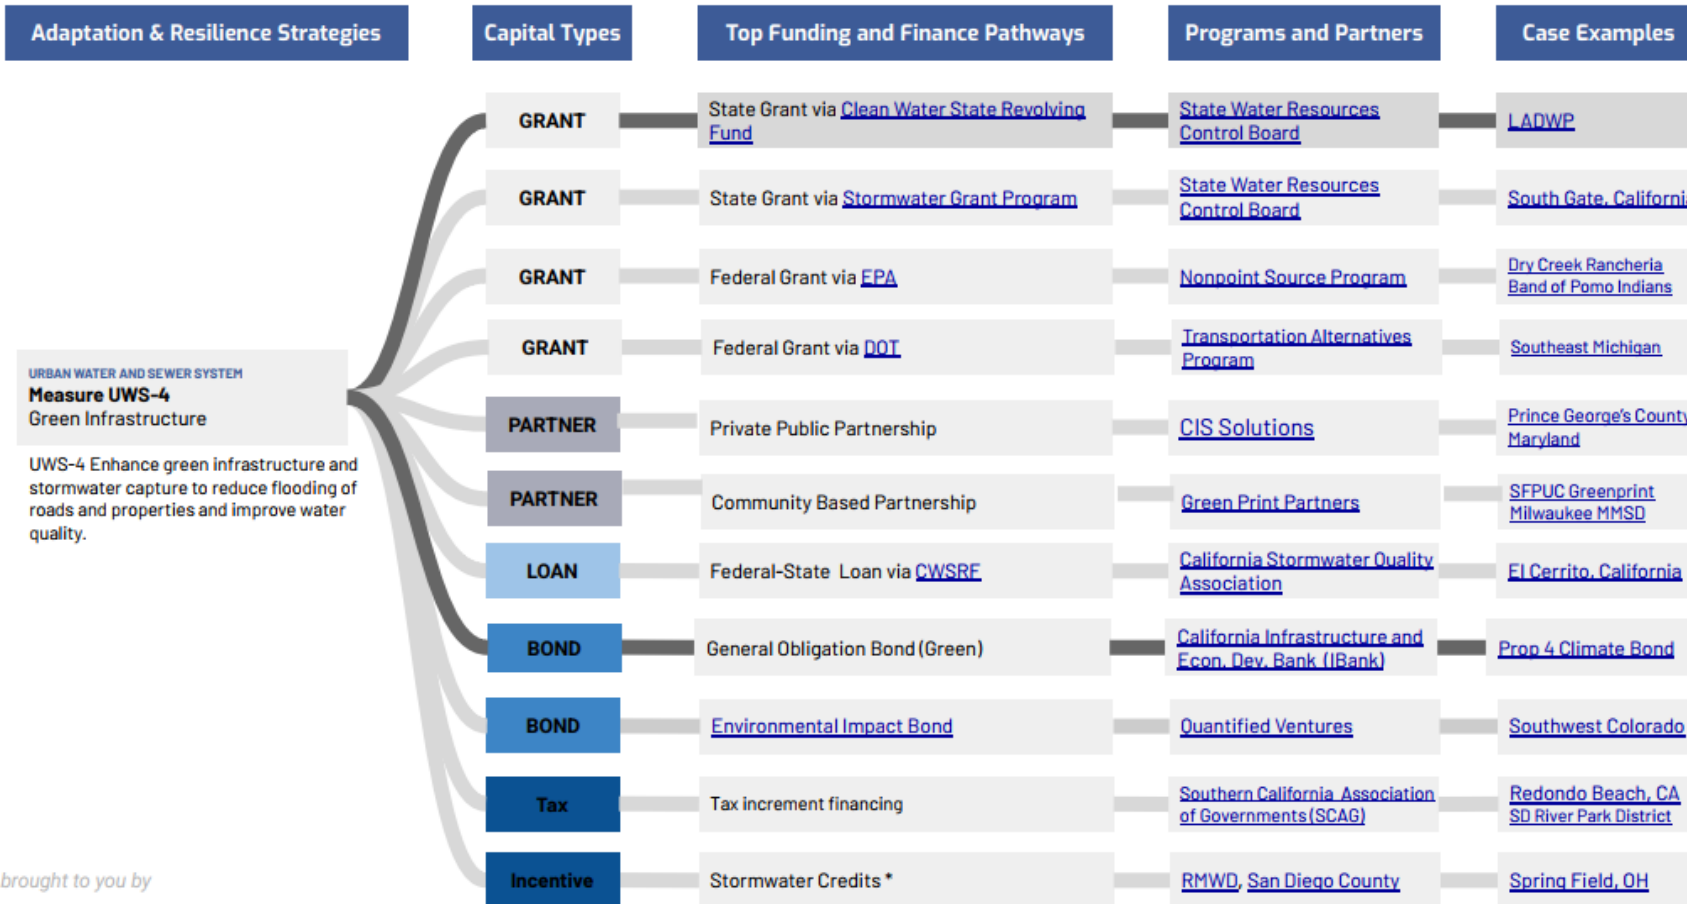 Adaptation & Resilience Strategies
Capital Types
Top Funding and Finance Pathways
Programs and Partners
Case Examples
URBAN WATER AND SEWER SYSTEM
Measure UWS-4
Green Infrastructure
UWS-4 Enhance green infrastructure and
stormwater capture to reduce flooding of
roads and properties and improve water
quality.
GRANT
State Grant via Clean Water State Revolving
Fund
State Water Resources
Control Board
LADWP
GRANT
State Grant via Stormwater Grant Program
State Water Resources
Control Board
South Gate, California
GRANT
Federal Grant via EPA
Nonpoint Source Program
Dry Creek Rancheria
Band of Pomo Indians
GRANT
Federal Grant via DOT
Transportation Alternatives
Program
Southeast Michigan
PARTNER
Private Public Partnership
CIS Solutions
Prince George's County
Maryland
PARTNER
Community Based Partnership
Green Print Partners
SFPUC Greenprint
Milwaukee MMSD
LOAN
Federal-State Loan via CWSRF
California Stormwater Quality
Association
El Cerrito, California
BOND
General Obligation Bond (Green)
California Infrastructure and
Econ. Dev. Bank (IBank)
Prop 4 Climate Bond
BOND
Environmental Impact Bond
Quantified Ventures
Southwest Colorado
Tax
Tax increment financing
Southern California Association
of Governments (SCAG)
Redondo Beach, CA
SD River Park District
Incentive
Stormwater Credits *
RMWD, San Diego County
Spring Field, OH
brought to you by